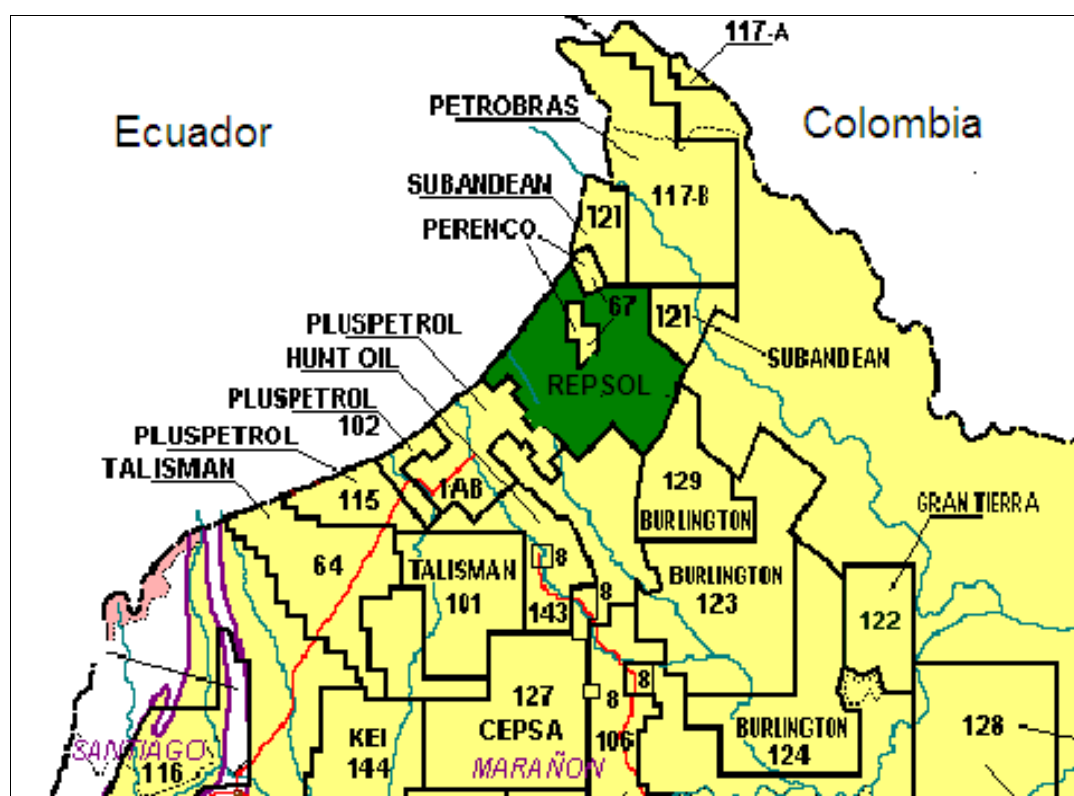 117-A
PETROBRAS
Ecuador
Colombia
SUBANDEAN
121
117-B
PERENCO
67
121
PLUSPETROL
SUBANDEAN
HUNT OIL
REPSOL
PLUSPETROL
102
PLUSPETROL
TALISMAN
129
1AB
115
GRAN TIERRA
BURLINGTON
8
64
TALISMAN
BURLINGTON
101
8
123
143
122
8
127
8
BURLINGTON
128
CEPSA
KEI
106
124
SANTIAGO
144
MARAÑON
116